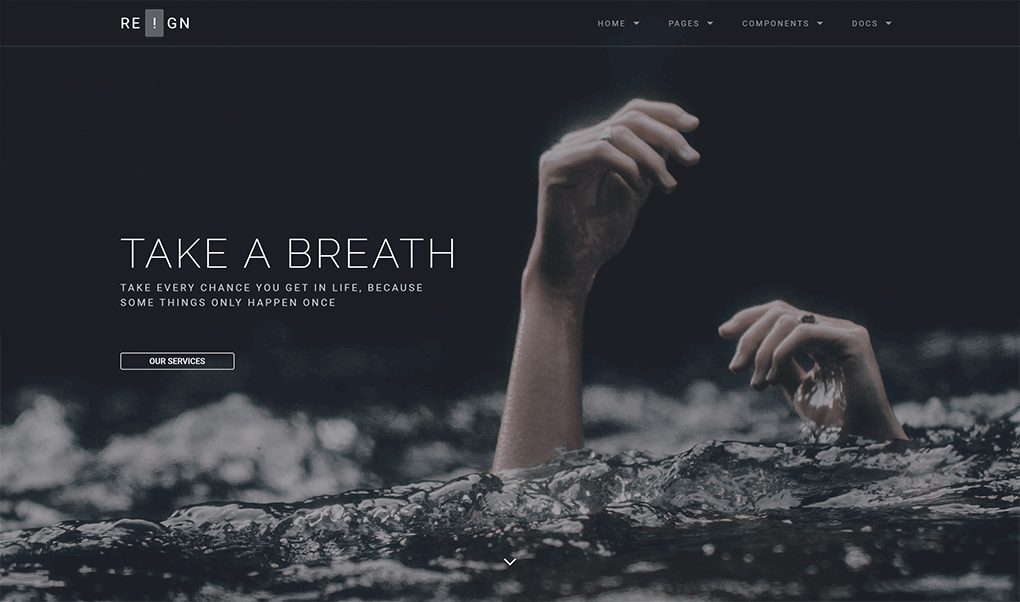 RE!GN
HOME
PAGES
COMPONENTS
DOCS
TAKE A BREATH
TAKE EVERY CHANCE YOU GET IN LIFE, BECAUSE
SOME THINGS ONLY HAPPEN ONCE
OUR SERVICES